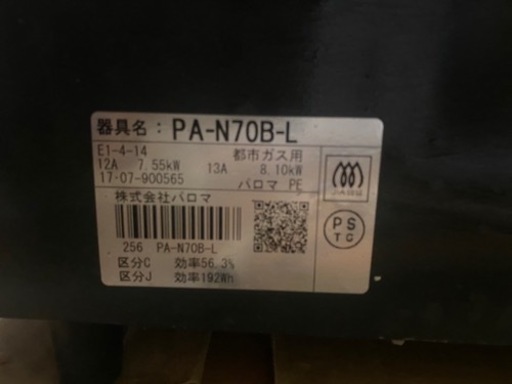 器具名：PA-N70B-L
E1-4-14 都市ガス用
12A 7.55kW 13A 8.10kW
17-07-900565 パロマ PE
株式会社パロマ
256 PA-N70B-L
区分C 効率56.3%
区分J 効率192Wh
PS
TG